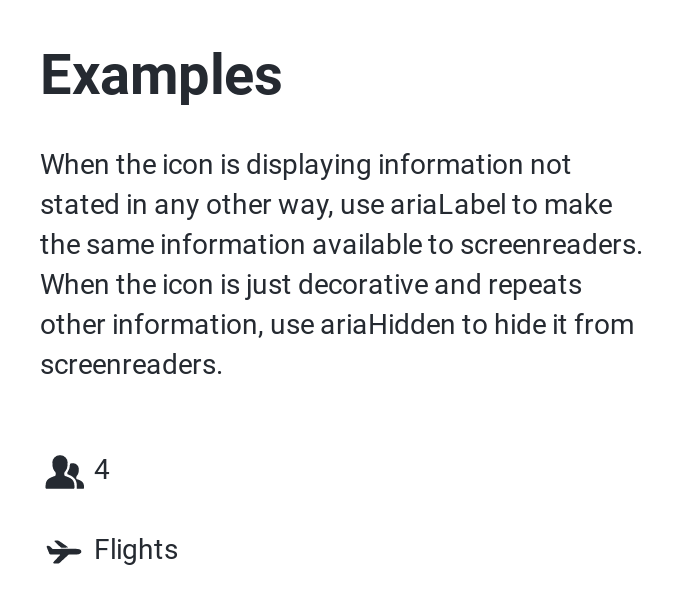 Examples
When the icon is displaying information not
stated in any other way, use ariaLabel to make
the same information available to screenreaders.
When the icon is just decorative and repeats
other information, use ariaHidden to hide it from
screenreaders.
4
Flights